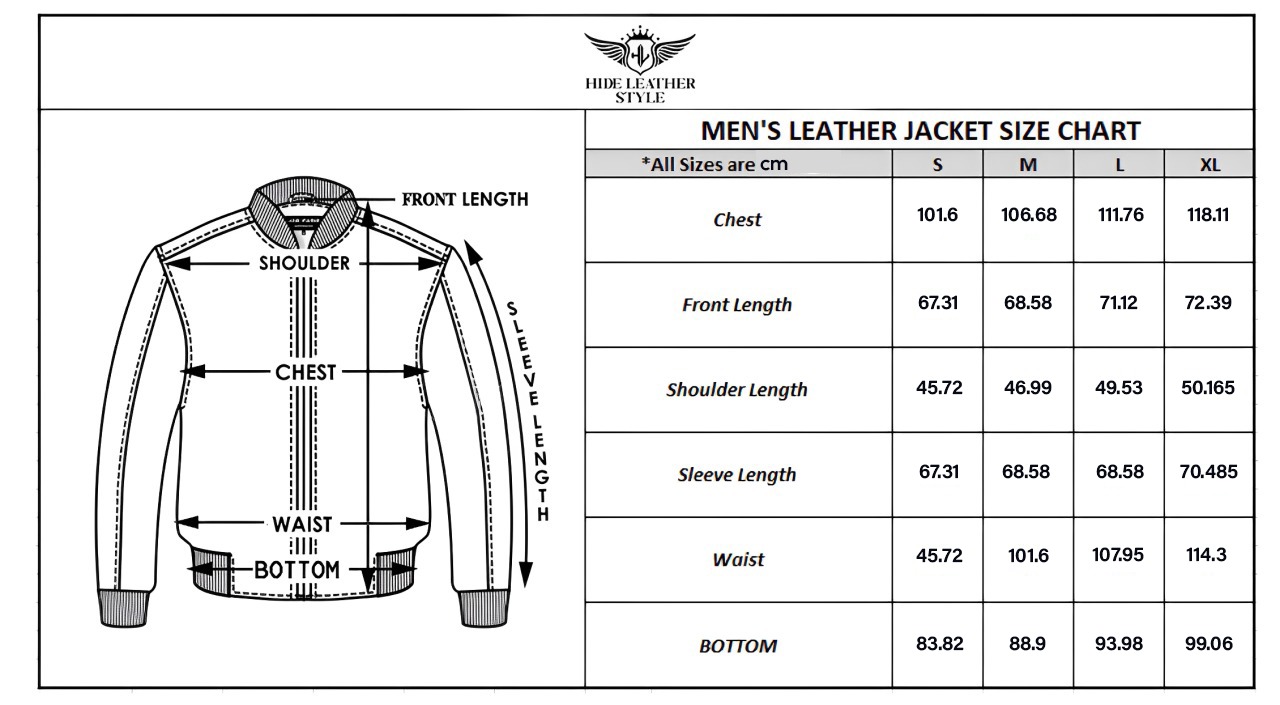 HIDE LEATHER
STYLE
MEN'S LEATHER JACKET SIZE CHART
*All Sizes are cm S M L XL
Chest 101.6 106.68 111.76 118.11
Front Length 67.31 68.58 71.12 72.39
Shoulder Length 45.72 46.99 49.53 50.165
Sleeve Length 67.31 68.58 68.58 70.485
Waist 45.72 101.6 107.95 114.3
BOTTOM 83.82 88.9 93.98 99.06
FRONT LENGTH
SHOULDER
SLEEVE LENGTH
CHEST
WAIST
BOTTOM